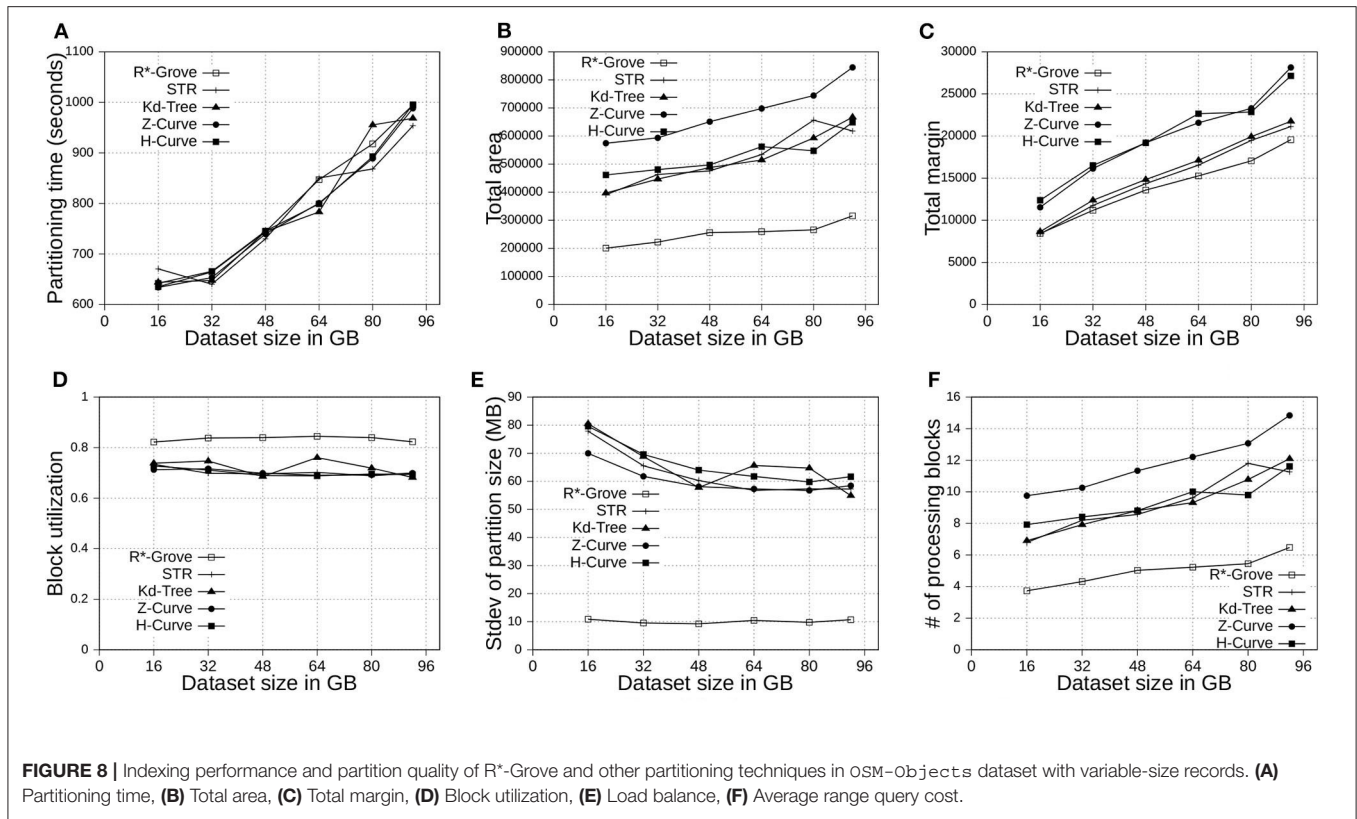 A
Partitioning time (seconds)
1100
1000
900
800
700
600
R*-Grove
STR
Kd-Tree
Z-Curve
H-Curve
0 16 32 48 64 80 96
Dataset size in GB
B
Total area
900000
800000
700000
600000
500000
400000
300000
200000
100000
0
R*-Grove
STR
Kd-Tree
Z-Curve
H-Curve
0 16 32 48 64 80 96
Dataset size in GB
C
Total margin
30000
25000
20000
15000
10000
5000
0
R*-Grove
STR
Kd-Tree
Z-Curve
H-Curve
0 16 32 48 64 80 96
Dataset size in GB
D
Block utilization
1
0.8
0.6
0.4
0.2
0
R*-Grove
STR
Kd-Tree
Z-Curve
H-Curve
0 16 32 48 64 80 96
Dataset size in GB
E
Stdev of partition size (MB)
90
80
70
60
50
40
30
20
10
0
R*-Grove
STR
Kd-Tree
Z-Curve
H-Curve
0 16 32 48 64 80 96
Dataset size in GB
F
# of processing blocks
16
14
12
10
8
6
4
2
0
R*-Grove
STR
Kd-Tree
Z-Curve
H-Curve
0 16 32 48 64 80 96
Dataset size in GB
FIGURE 8 | Indexing performance and partition quality of R*-Grove and other partitioning techniques in OSM-Objects dataset with variable-size records. (A)
Partitioning time, (B) Total area, (C) Total margin, (D) Block utilization, (E) Load balance, (F) Average range query cost.